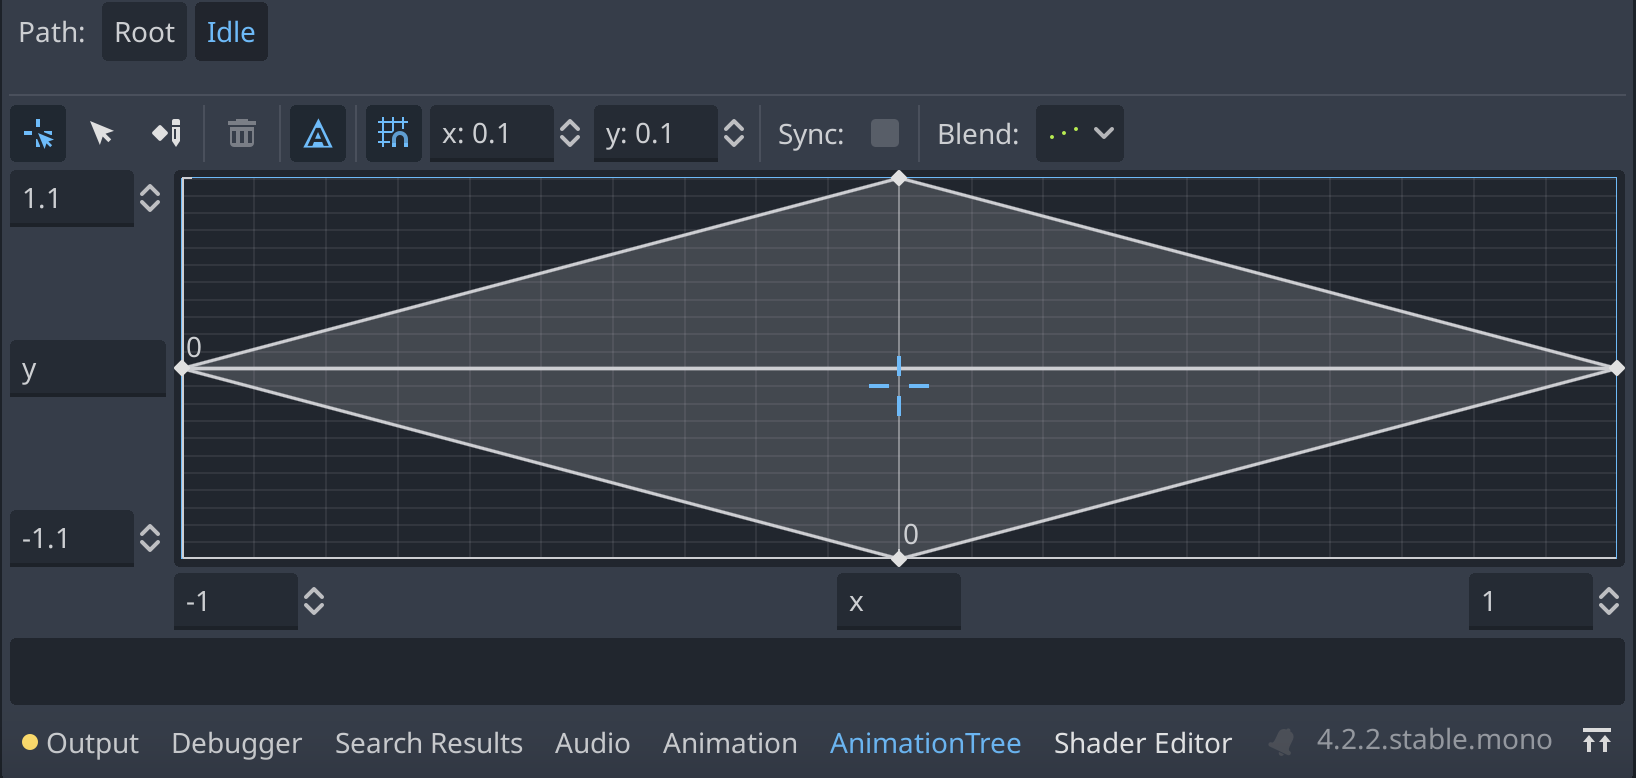 Path: Root Idle
x: 0.1 y: 0.1 Sync: Blend:
1.1
0
y
-1.1
0
-1 x 1
Output Debugger Search Results Audio Animation AnimationTree Shader Editor 4.2.2.stable.mono